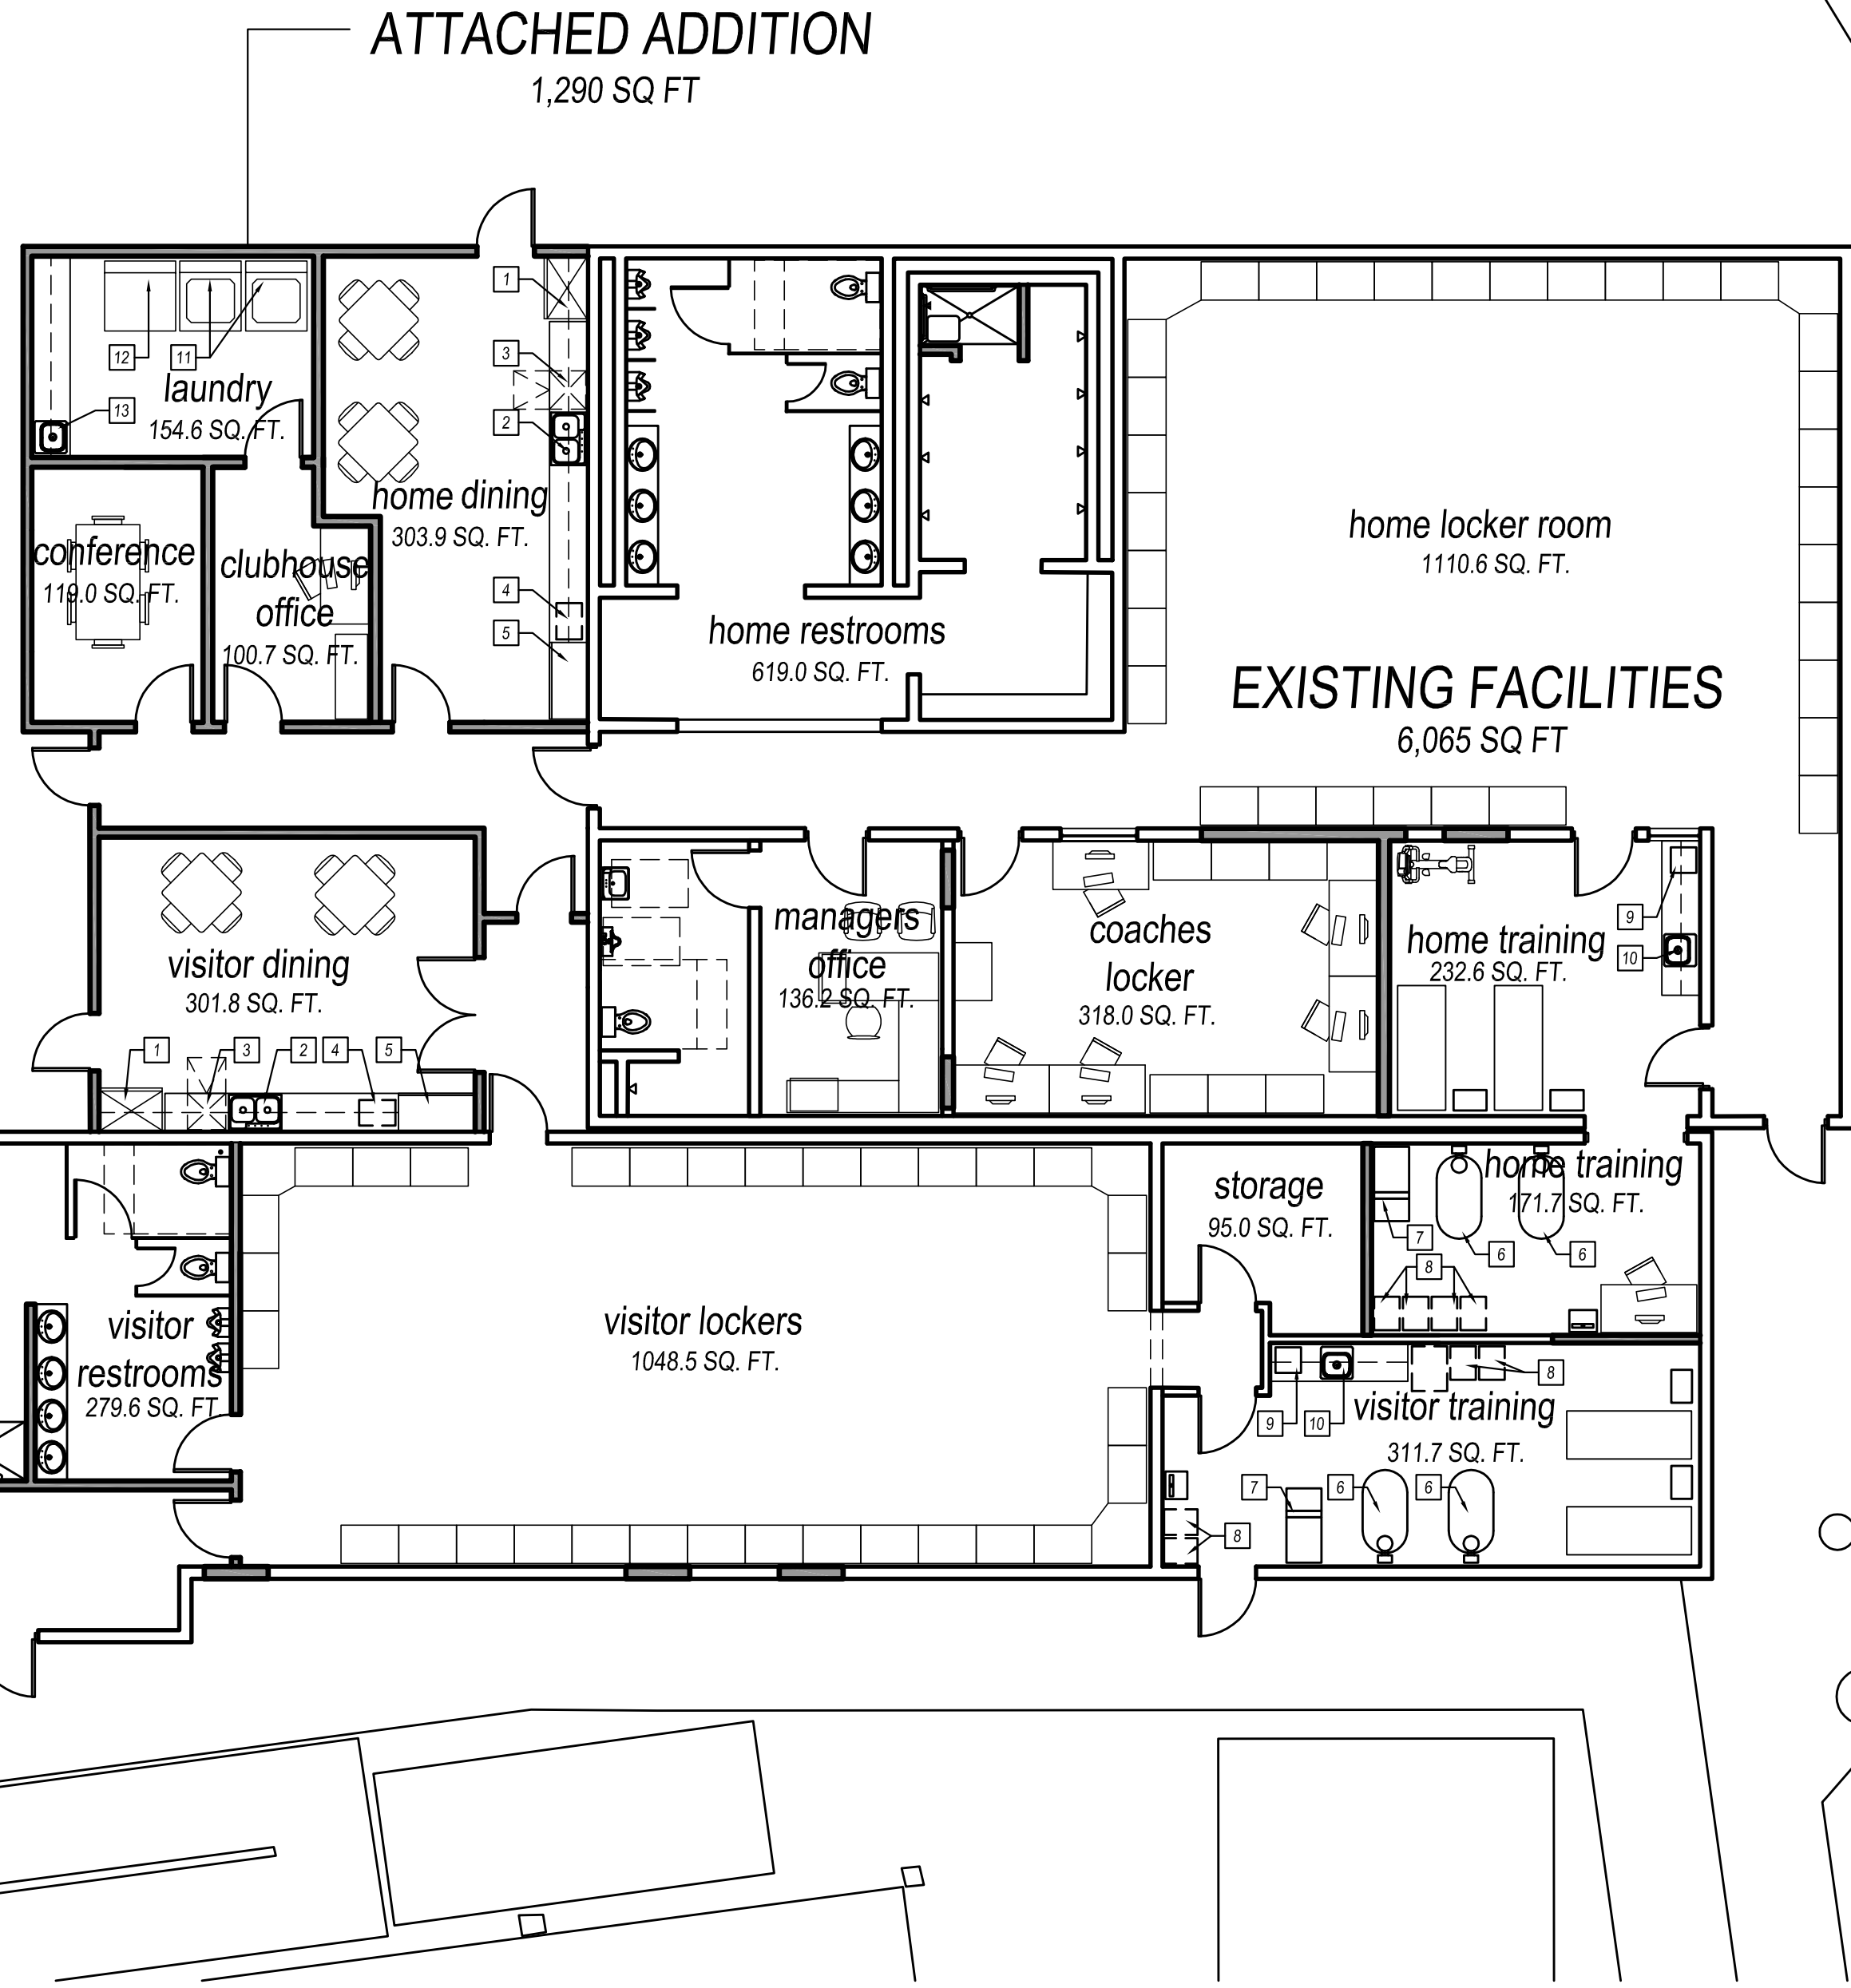 ATTACHED ADDITION
1,290 SQ FT
1
3
12
11
laundry
154.6 SQ. FT.
13
2
home dining
303.9 SQ. FT.
conference
119.0 SQ. FT.
clubhouse
office
100.7 SQ. FT.
4
5
home restrooms
619.0 SQ. FT.
home locker room
1110.6 SQ. FT.
EXISTING FACILITIES
6,065 SQ FT
visitor dining
301.8 SQ. FT.
1
3
2
4
5
managers
office
136.2 SQ. FT.
coaches
locker
318.0 SQ. FT.
home training
232.6 SQ. FT.
9
10
storage
95.0 SQ. FT.
home training
171.7 SQ. FT.
7
6
6
8
visitor
restrooms
279.6 SQ. FT.
visitor lockers
1048.5 SQ. FT.
8
9
10
visitor training
311.7 SQ. FT.
7
6
6
8